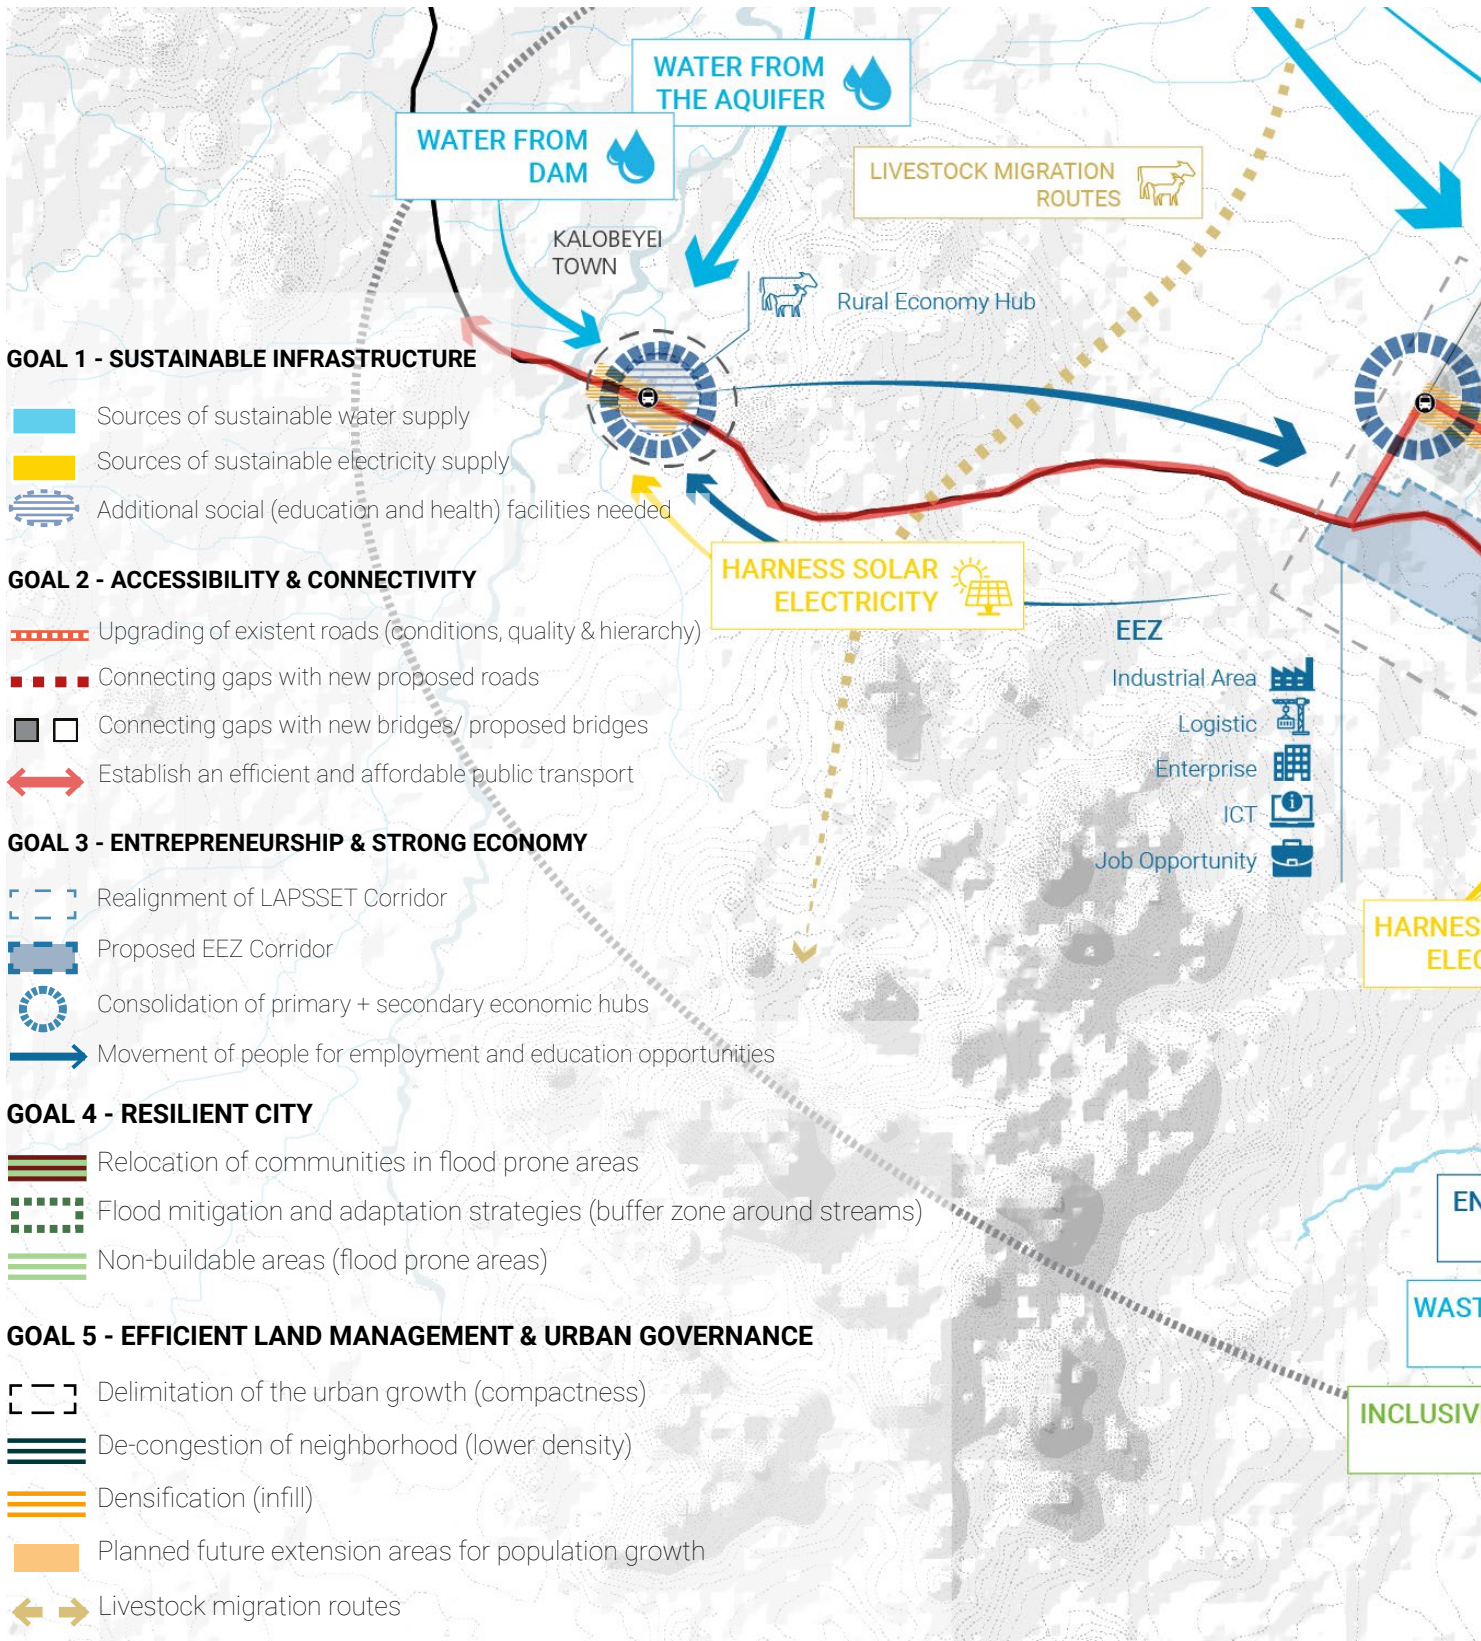 WATER FROM
THE AQUIFER
WATER FROM
DAM
LIVESTOCK MIGRATION
ROUTES
KALOBEYEI
TOWN
Rural Economy Hub
GOAL 1 - SUSTAINABLE INFRASTRUCTURE
Sources of sustainable water supply
Sources of sustainable electricity supply
Additional social (education and health) facilities needed
HARNESS SOLAR
ELECTRICITY
GOAL 2 - ACCESSIBILITY & CONNECTIVITY
Upgrading of existent roads (conditions, quality & hierarchy)
Connecting gaps with new proposed roads
Connecting gaps with new bridges/ proposed bridges
Establish an efficient and affordable public transport
EEZ
Industrial Area
Logistic
Enterprise
ICT
Job Opportunity
GOAL 3 - ENTREPRENEURSHIP & STRONG ECONOMY
Realignment of LAPSSET Corridor
Proposed EEZ Corridor
Consolidation of primary + secondary economic hubs
Movement of people for employment and education opportunities
HARNES
ELEC
GOAL 4 - RESILIENT CITY
Relocation of communities in flood prone areas
Flood mitigation and adaptation strategies (buffer zone around streams)
Non-buildable areas (flood prone areas)
EN
WAST
INCLUSIV
GOAL 5 - EFFICIENT LAND MANAGEMENT & URBAN GOVERNANCE
Delimitation of the urban growth (compactness)
De-congestion of neighborhood (lower density)
Densification (infill)
Planned future extension areas for population growth
Livestock migration routes